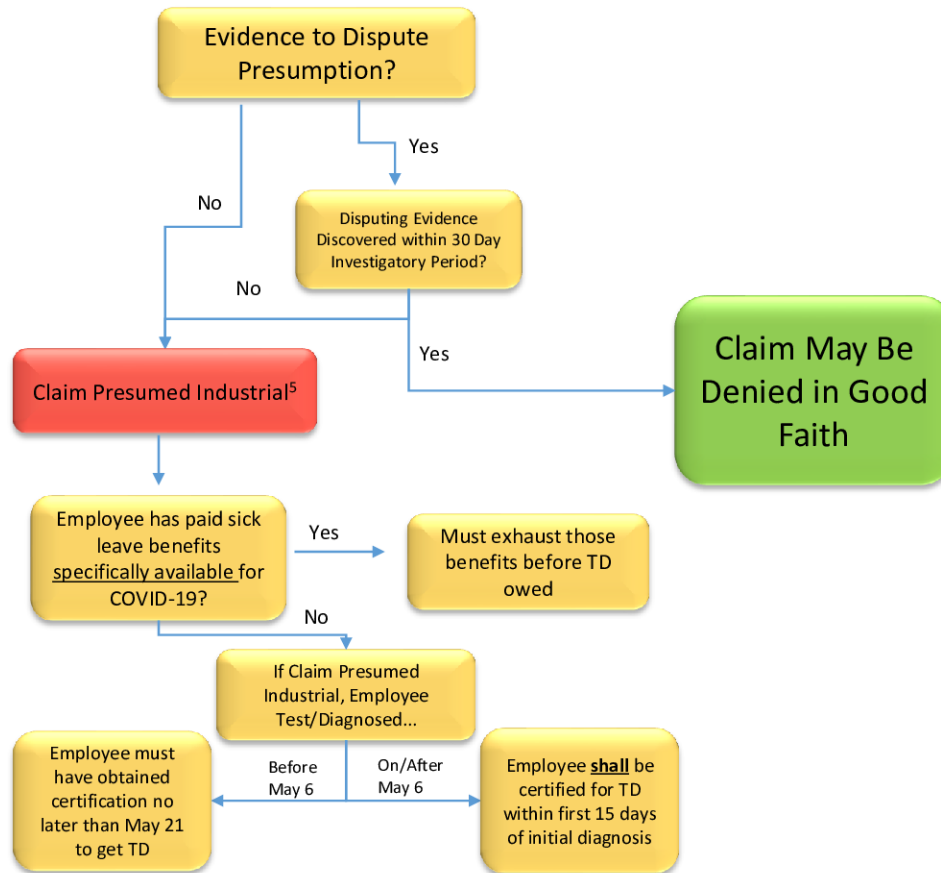 Evidence to Dispute
Presumption?
Yes
No
Disputing Evidence
Discovered within 30 Day
Investigatory Period?
No
Yes
Claim May Be
Denied in Good
Faith
Claim Presumed Industrial5
Employee has paid sick
leave benefits
specifically available for
COVID-19?
Yes
Must exhaust those
benefits before TD
owed
No
If Claim Presumed
Industrial, Employee
Test/Diagnosed...
Before
May 6
On/After
May 6
Employee must
have obtained
certification no
later than May 21
to get TD
Employee shall be
certified for TD
within first 15 days
of initial diagnosis